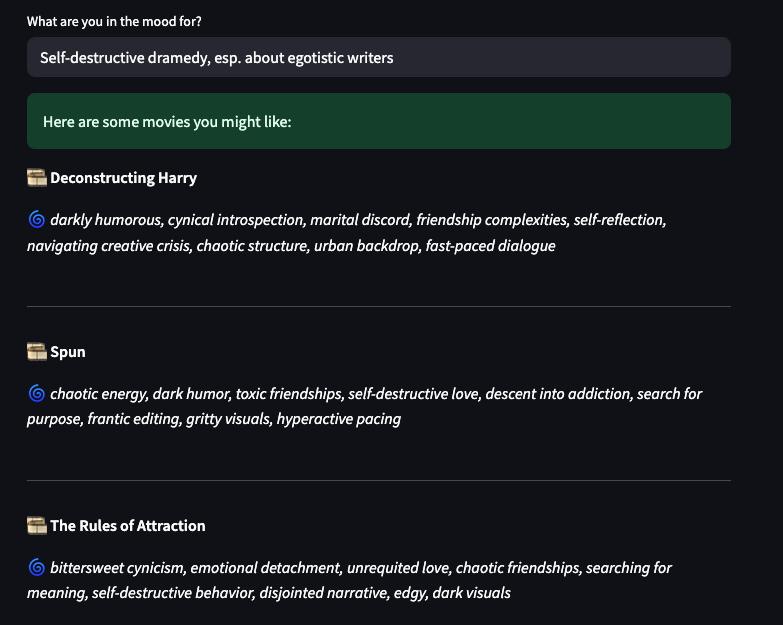 What are you in the mood for?
Self-destructive dramedy, esp. about egotistic writers
Here are some movies you might like:
Deconstructing Harry
darkly humorous, cynical introspection, marital discord, friendship complexities, self-reflection,
navigating creative crisis, chaotic structure, urban backdrop, fast-paced dialogue
Spun
chaotic energy, dark humor, toxic friendships, self-destructive love, descent into addiction, search for
purpose, frantic editing, gritty visuals, hyperactive pacing
The Rules of Attraction
bittersweet cynicism, emotional detachment, unrequited love, chaotic friendships, searching for
meaning, self-destructive behavior, disjointed narrative, edgy, dark visuals